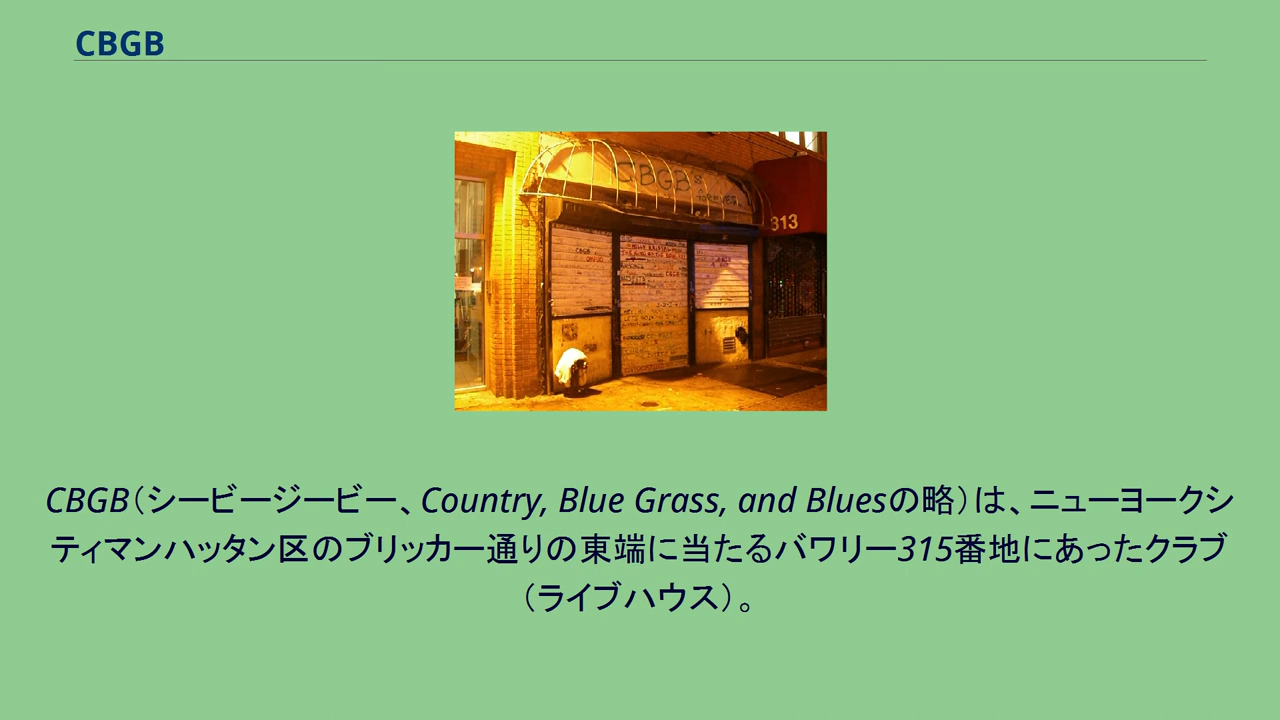 CBGB
CBGB
313
CBGB（シービージービー、Country, Blue Grass, and Bluesの略）は、ニューヨークシ
ティマンハッタン区のブリッカー通りの東端に当たるバワリー315番地にあったクラブ
（ライブハウス）。